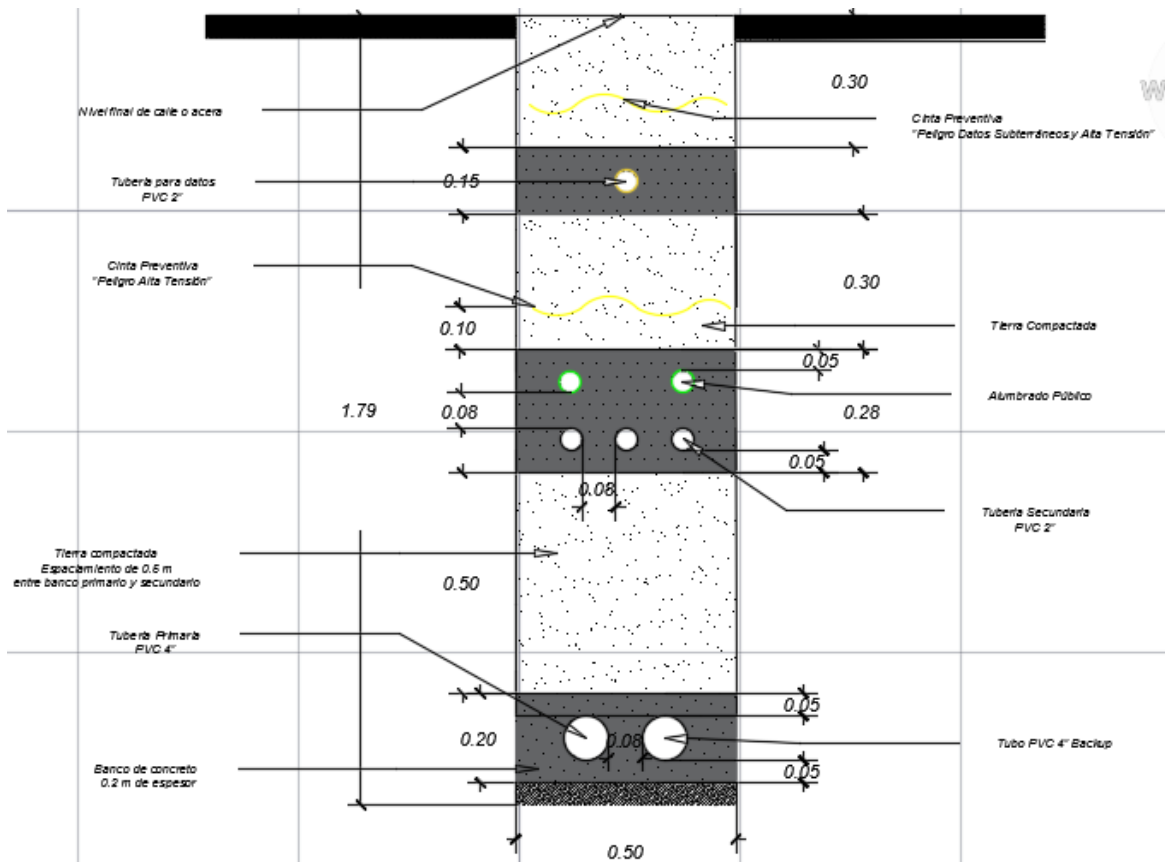 0.30
W
Nivel final de calle o acera
Cinta Preventiva
"Peligro Datos Subterráneos y Alta Tensión"
Tubería para datos
PVC 2"
0.15
Cinta Preventiva
"Peligro Alta Tensión"
0.30
0.10
Tierra Compactada
0.05
Alumbrado Público
1.79
0.08
0.28
0.05
0.08
Tubería Secundaria
PVC 2"
Tierra compactada
Espaciamiento de 0.5 m
entre banco primario y secundario
0.50
Tubería Primaria
PVC 4"
0.05
0.20
0.08
Tubo PVC 4" Backup
0.05
Banco de concreto
0.2 m de espesor
0.50